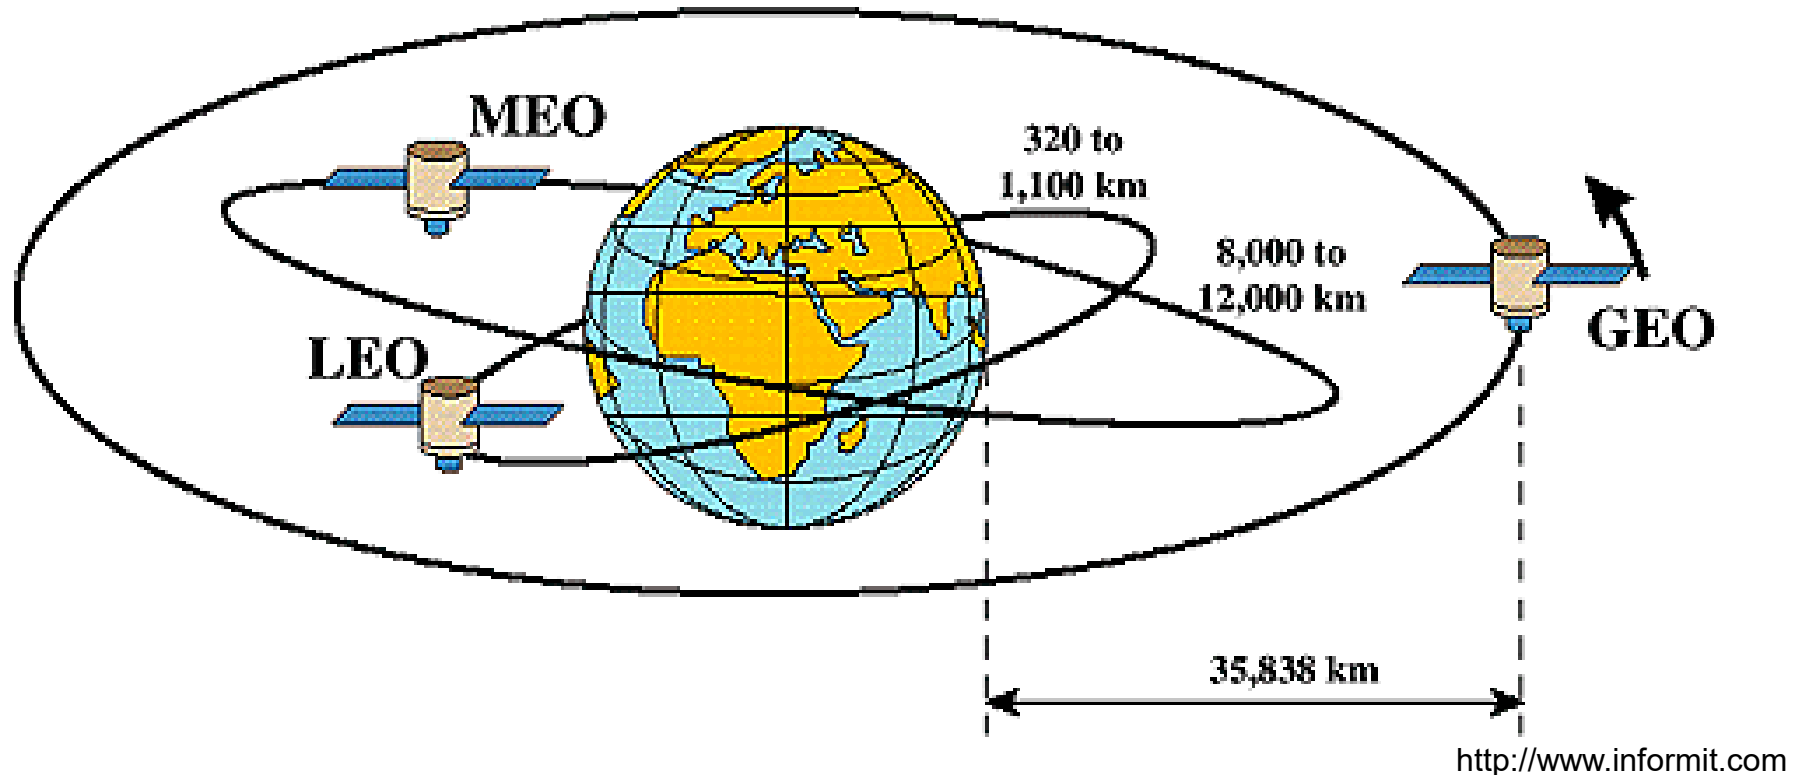 MEO
320 to
1,100 km
8,000 to
12,000 km
GEO
LEO
35,838 km
http://www.informit.com